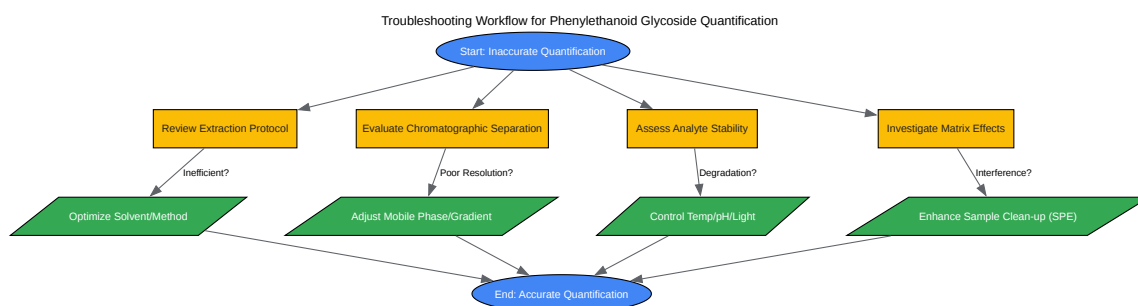 Troubleshooting Workflow for Phenylethanoid Glycoside Quantification
Start: Inaccurate Quantification
Review Extraction Protocol
Evaluate Chromatographic Separation
Assess Analyte Stability
Investigate Matrix Effects
Inefficient?
Poor Resolution?
Degradation?
Interference?
Optimize Solvent/Method
Adjust Mobile Phase/Gradient
Control Temp/pH/Light
Enhance Sample Clean-up (SPE)
End: Accurate Quantification